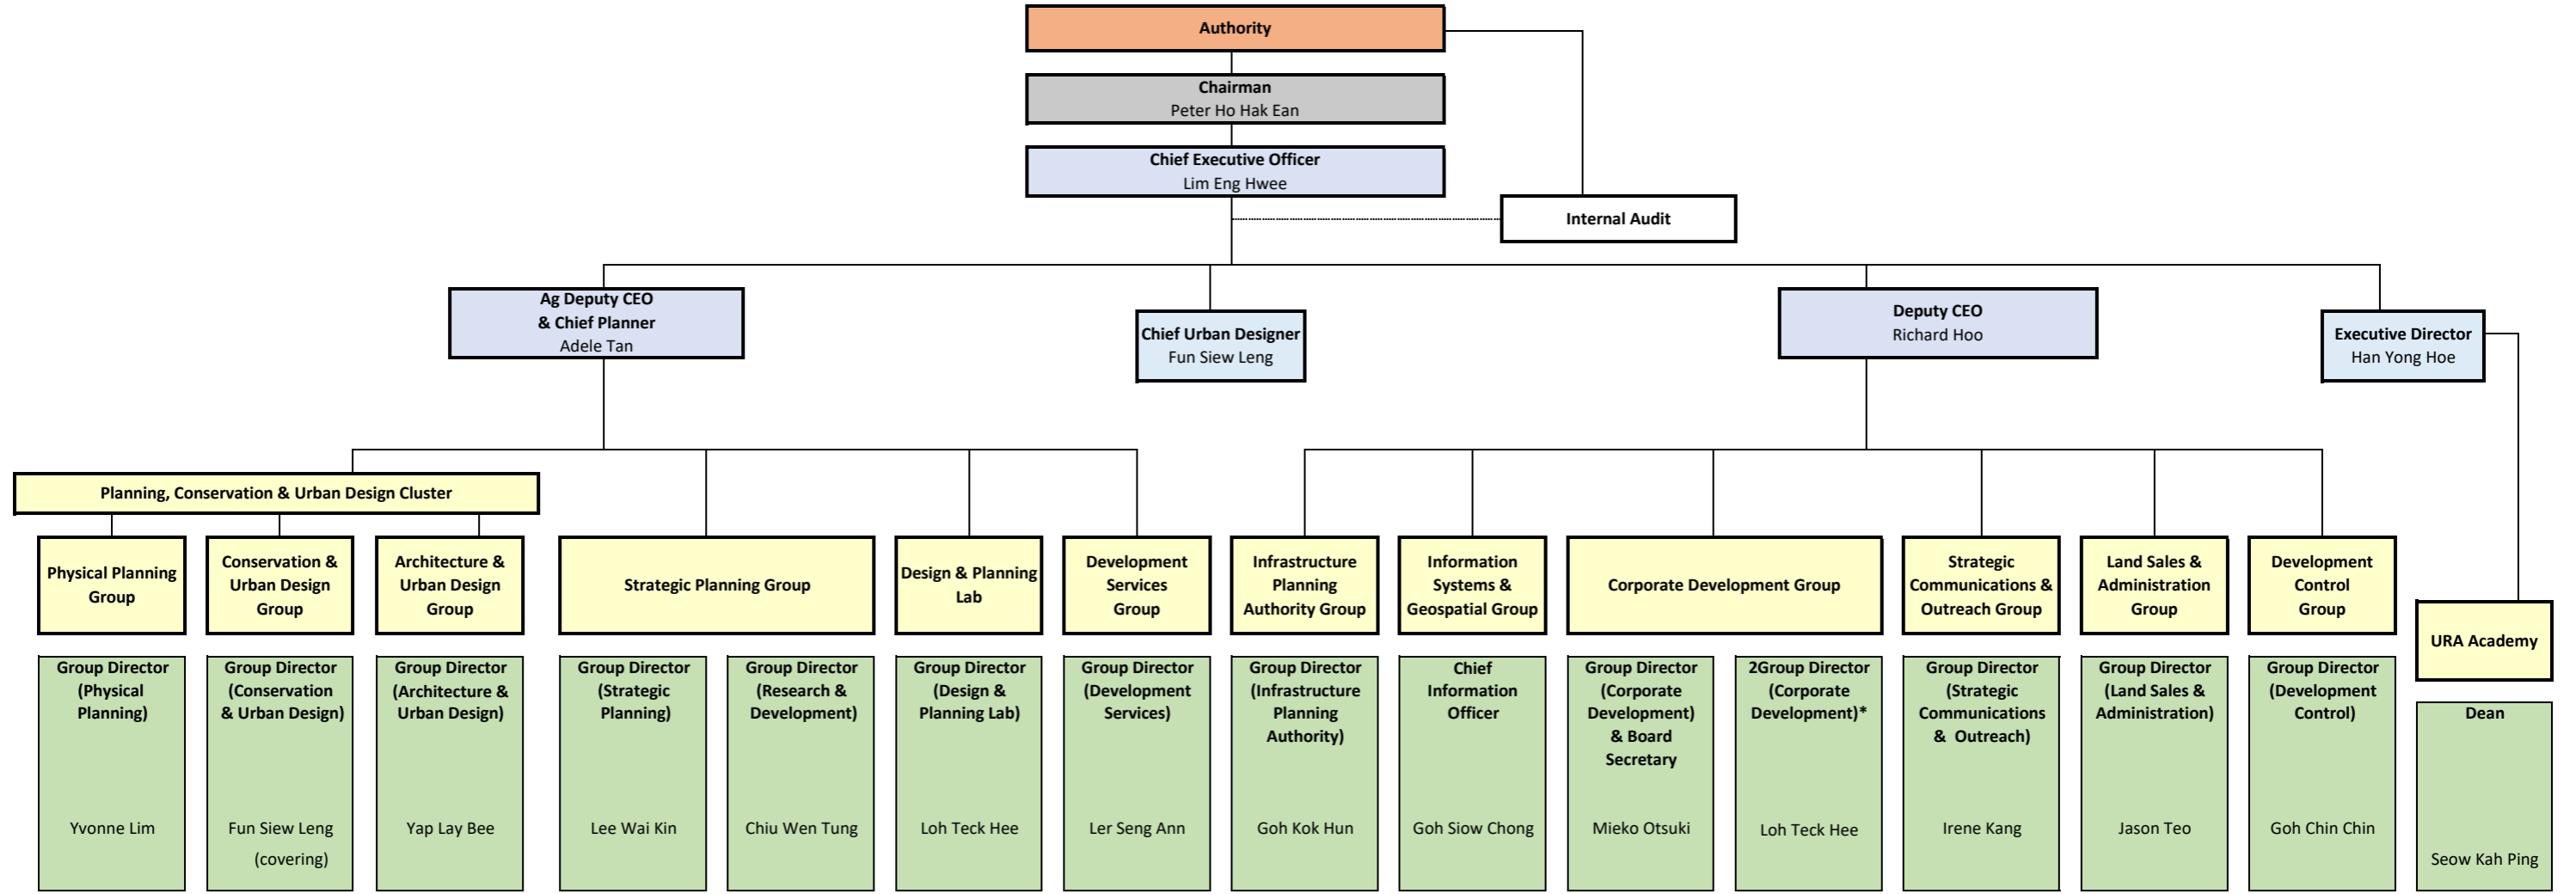 Authority
Chairman
Peter Ho Hak Ean
Chief Executive Officer
Lim Eng Hwee
Internal Audit
Ag Deputy CEO
& Chief Planner
Adele Tan
Chief Urban Designer
Fun Siew Leng
Deputy CEO
Richard Hoo
Executive Director
Han Yong Hoe
Planning, Conservation & Urban Design Cluster
Physical Planning
Group
Conservation &
Urban Design
Group
Architecture &
Urban Design
Group
Strategic Planning Group
Design & Planning
Lab
Development
Services
Group
Infrastructure
Planning
Authority Group
Information
Systems &
Geospatial Group
Corporate Development Group
Strategic
Communications &
Outreach Group
Land Sales &
Administration
Group
Development
Control
Group
URA Academy
Group Director
(Physical
Planning)
Yvonne Lim
Group Director
(Conservation
& Urban Design)
Fun Siew Leng
(covering)
Group Director
(Architecture &
Urban Design)
Yap Lay Bee
Group Director
(Strategic
Planning)
Lee Wai Kin
Group Director
(Research &
Development)
Chiu Wen Tung
Group Director
(Design &
Planning Lab)
Loh Teck Hee
Group Director
(Development
Services)
Ler Seng Ann
Group Director
(Infrastructure
Planning
Authority)
Goh Kok Hun
Chief
Information
Officer
Goh Siow Chong
Group Director
(Corporate
Development)
& Board
Secretary
Mieko Otsuki
2Group Director
(Corporate
Development)*
Loh Teck Hee
Group Director
(Strategic
Communications
& Outreach)
Irene Kang
Group Director
(Land Sales &
Administration)
Jason Teo
Group Director
(Development
Control)
Goh Chin Chin
Dean
Seow Kah Ping